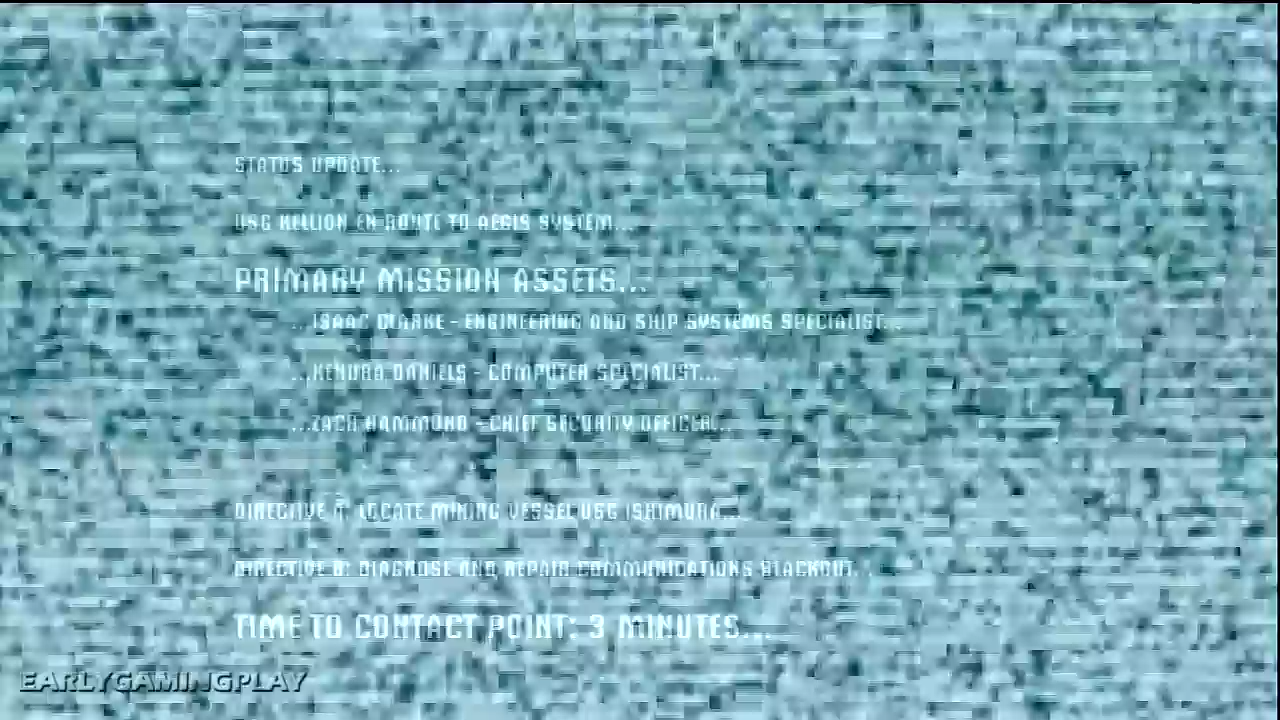 STATUS UPDATE...
USG KELLION EN ROUTE TO AEGIS SYSTEM...
PRIMARY MISSION ASSETS...
...ISAAC CLARKE - ENGINEERING AND SHIP SYSTEMS SPECIALIST...
...KENDRA DANIELS - COMPUTER SPECIALIST...
...ZACH HAMMOND - CHIEF SECURITY OFFICER...
DIRECTIVE A: LOCATE MINING VESSEL USG ISHIMURA...
DIRECTIVE B: DIAGNOSE AND REPAIR COMMUNICATIONS BLACKOUT...
TIME TO CONTACT POINT: 3 MINUTES...
EARLYGAMINGPLAY